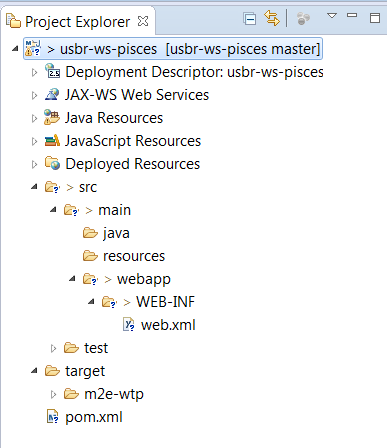 Project Explorer
> usbr-ws-pisces [usbr-ws-pisces master]
Deployment Descriptor: usbr-ws-pisces
JAX-WS Web Services
Java Resources
JavaScript Resources
Deployed Resources
> src
> main
java
resources
> webapp
> WEB-INF
web.xml
test
target
m2e-wtp
pom.xml